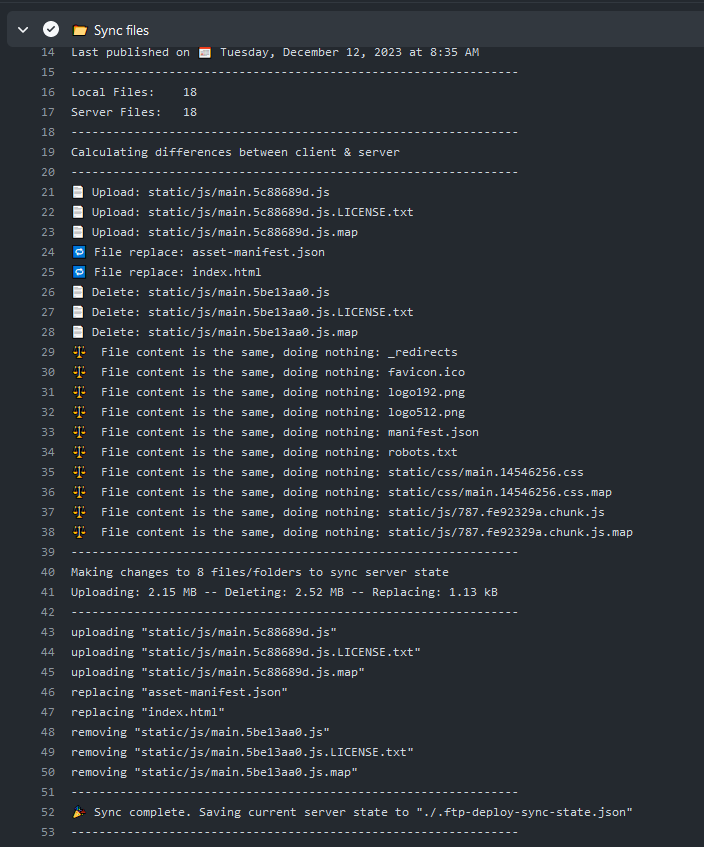 Sync files
14 Last published on 📅 Tuesday, December 12, 2023 at 8:35 AM
15 ----------------------------------------------------------------
16 Local Files:    18
17 Server Files:   18
18 ----------------------------------------------------------------
19 Calculating differences between client & server
20 ----------------------------------------------------------------
21 📄 Upload: static/js/main.5c88689d.js
22 📄 Upload: static/js/main.5c88689d.js.LICENSE.txt
23 📄 Upload: static/js/main.5c88689d.js.map
24 🔁 File replace: asset-manifest.json
25 🔁 File replace: index.html
26 📄 Delete: static/js/main.5be13aa0.js
27 📄 Delete: static/js/main.5be13aa0.js.LICENSE.txt
28 📄 Delete: static/js/main.5be13aa0.js.map
29 ⚖️  File content is the same, doing nothing: _redirects
30 ⚖️  File content is the same, doing nothing: favicon.ico
31 ⚖️  File content is the same, doing nothing: logo192.png
32 ⚖️  File content is the same, doing nothing: logo512.png
33 ⚖️  File content is the same, doing nothing: manifest.json
34 ⚖️  File content is the same, doing nothing: robots.txt
35 ⚖️  File content is the same, doing nothing: static/css/main.14546256.css
36 ⚖️  File content is the same, doing nothing: static/css/main.14546256.css.map
37 ⚖️  File content is the same, doing nothing: static/js/787.fe92329a.chunk.js
38 ⚖️  File content is the same, doing nothing: static/js/787.fe92329a.chunk.js.map
39 ----------------------------------------------------------------
40 Making changes to 8 files/folders to sync server state
41 Uploading: 2.15 MB -- Deleting: 2.52 MB -- Replacing: 1.13 kB
42 ----------------------------------------------------------------
43 uploading "static/js/main.5c88689d.js"
44 uploading "static/js/main.5c88689d.js.LICENSE.txt"
45 uploading "static/js/main.5c88689d.js.map"
46 replacing "asset-manifest.json"
47 replacing "index.html"
48 removing "static/js/main.5be13aa0.js"
49 removing "static/js/main.5be13aa0.js.LICENSE.txt"
50 removing "static/js/main.5be13aa0.js.map"
51 ----------------------------------------------------------------
52 🎉 Sync complete. Saving current server state to "./.ftp-deploy-sync-state.json"
53 ----------------------------------------------------------------